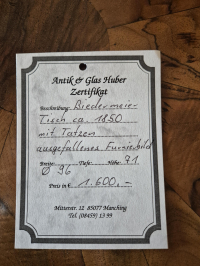 Antik & Glas Huber
Zertifikat
Beschreibung: Biedermeier-
Tisch ca. 1850
mit Tatzen
ausgefallenes Furnierbild
Breite: Tiefe: Höhe: 71
Ø 96
Preis in € 1.600,-
Mitterstr. 12 85077 Manching
Tel. (08459) 13 99